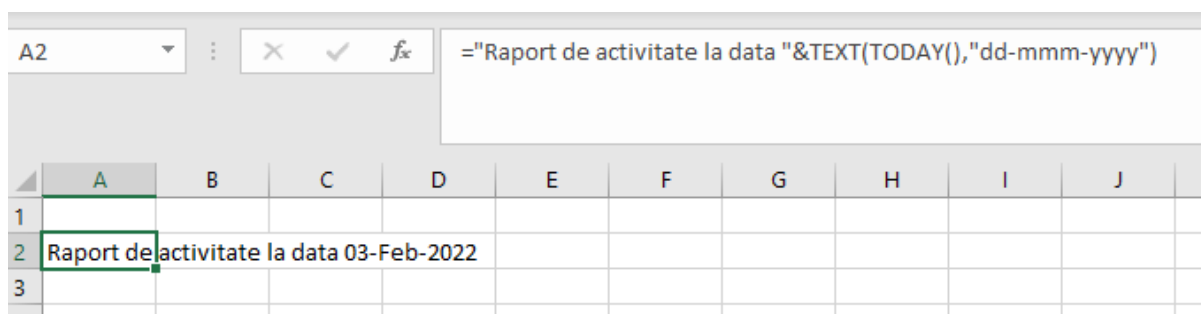 A2 fx ="Raport de activitate la data "&TEXT(TODAY(),"dd-mmm-yyyy")
A B C D E F G H I J
1
2 Raport de activitate la data 03-Feb-2022
3